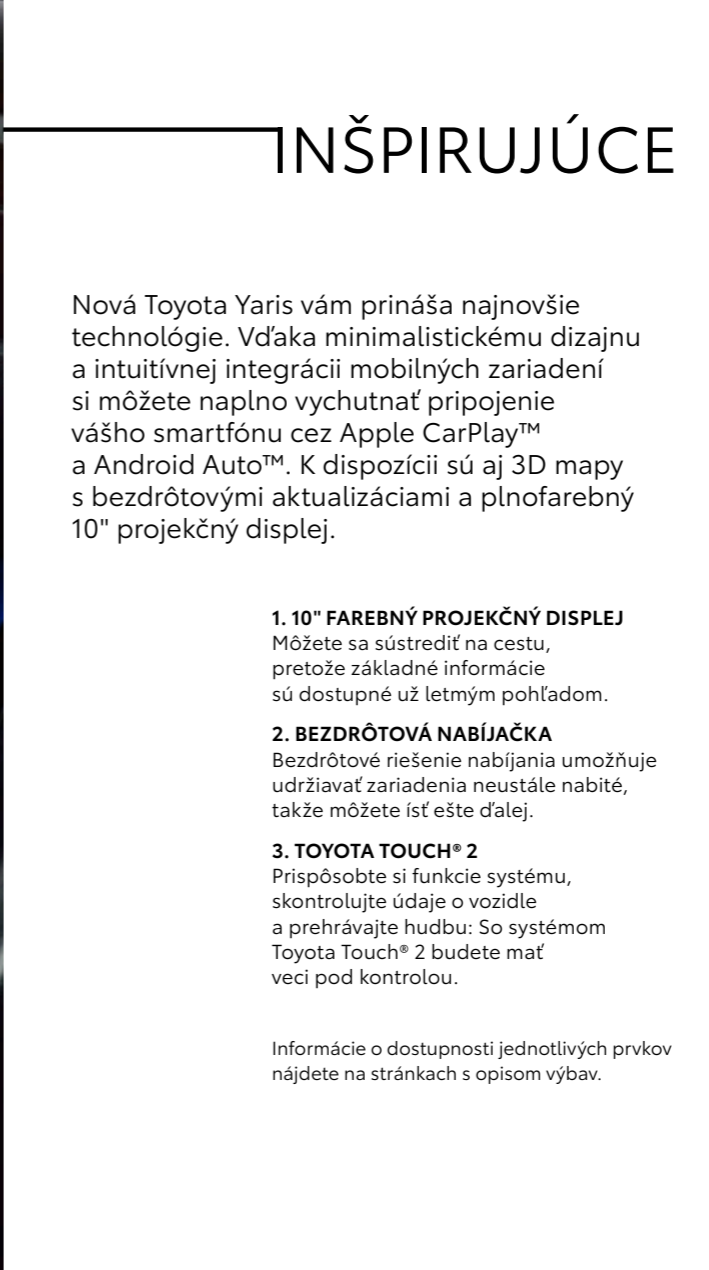 INŠPIRUJÚCE
Nová Toyota Yaris vám prináša najnovšie
technológie. Vďaka minimalistickému dizajnu
a intuitívnej integrácii mobilných zariadení
si môžete naplno vychutnať pripojenie
vášho smartfónu cez Apple CarPlay™
a Android Auto™. K dispozícii sú aj 3D mapy
s bezdrôtovými aktualizáciami a plnofarebný
10" projekčný displej.
1. 10" FAREBNÝ PROJEKČNÝ DISPLEJ
Môžete sa sústrediť na cestu,
pretože základné informácie
sú dostupné už letmým pohľadom.
2. BEZDRÔTOVÁ NABÍJAČKA
Bezdrôtové riešenie nabíjania umožňuje
udržiavať zariadenia neustále nabité,
takže môžete ísť ešte ďalej.
3. TOYOTA TOUCH® 2
Prispôsobte si funkcie systému,
skontrolujte údaje o vozidle
a prehrávajte hudbu: So systémom
Toyota Touch® 2 budete mať
veci pod kontrolou.
Informácie o dostupnosti jednotlivých prvkov
nájdete na stránkach s opisom výbav.